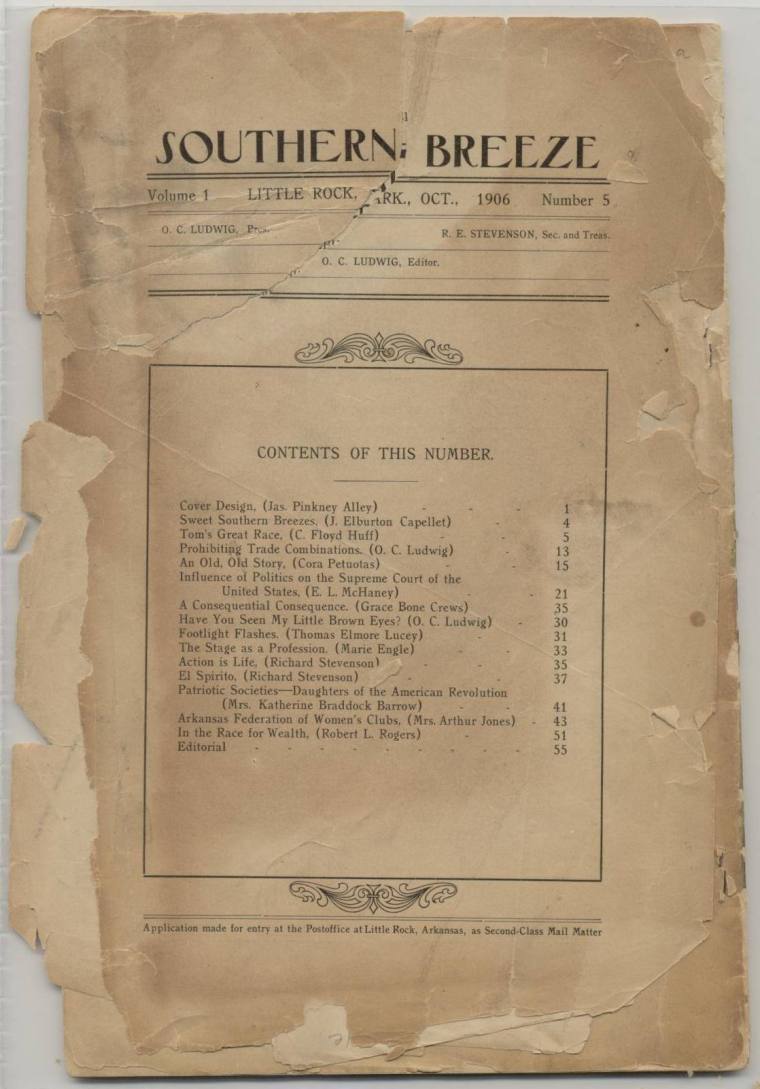 SOUTHERN BREEZE
Volume 1 LITTLE ROCK, ARK., OCT., 1906 Number 5
O. C. LUDWIG, Pres. R. E. STEVENSON, Sec. and Treas.
O. C. LUDWIG, Editor.
CONTENTS OF THIS NUMBER.
Cover Design, (Jas. Pinkney Alley) - - - 1
Sweet Southern Breezes, (J. Elburton Capellet) - 4
Tom's Great Race, (C. Floyd Huff) - - 5
Prohibiting Trade Combinations. (O. C. Ludwig) - 13
An Old, Old Story, (Cora Petuotas) - - 15
Influence of Politics on the Supreme Court of the
United States, (E. L. McHaney) - - 21
A Consequential Consequence. (Grace Bone Crews) - 35
Have You Seen My Little Brown Eyes? (O. C. Ludwig) - 30
Footlight Flashes. (Thomas Elmore Lucey) - 31
The Stage as a Profession. (Marie Engle) - - 33
Action is Life, (Richard Stevenson) - - - 35
El Spirito, (Richard Stevenson) - - - 37
Patriotic Societies—Daughters of the American Revolution
(Mrs. Katherine Braddock Barrow) - - 41
Arkansas Federation of Women's Clubs, (Mrs. Arthur Jones) - 43
In the Race for Wealth, (Robert L. Rogers) - 51
Editorial - - - - - - - - 55
Application made for entry at the Postoffice at Little Rock, Arkansas, as Second-Class Mail Matter